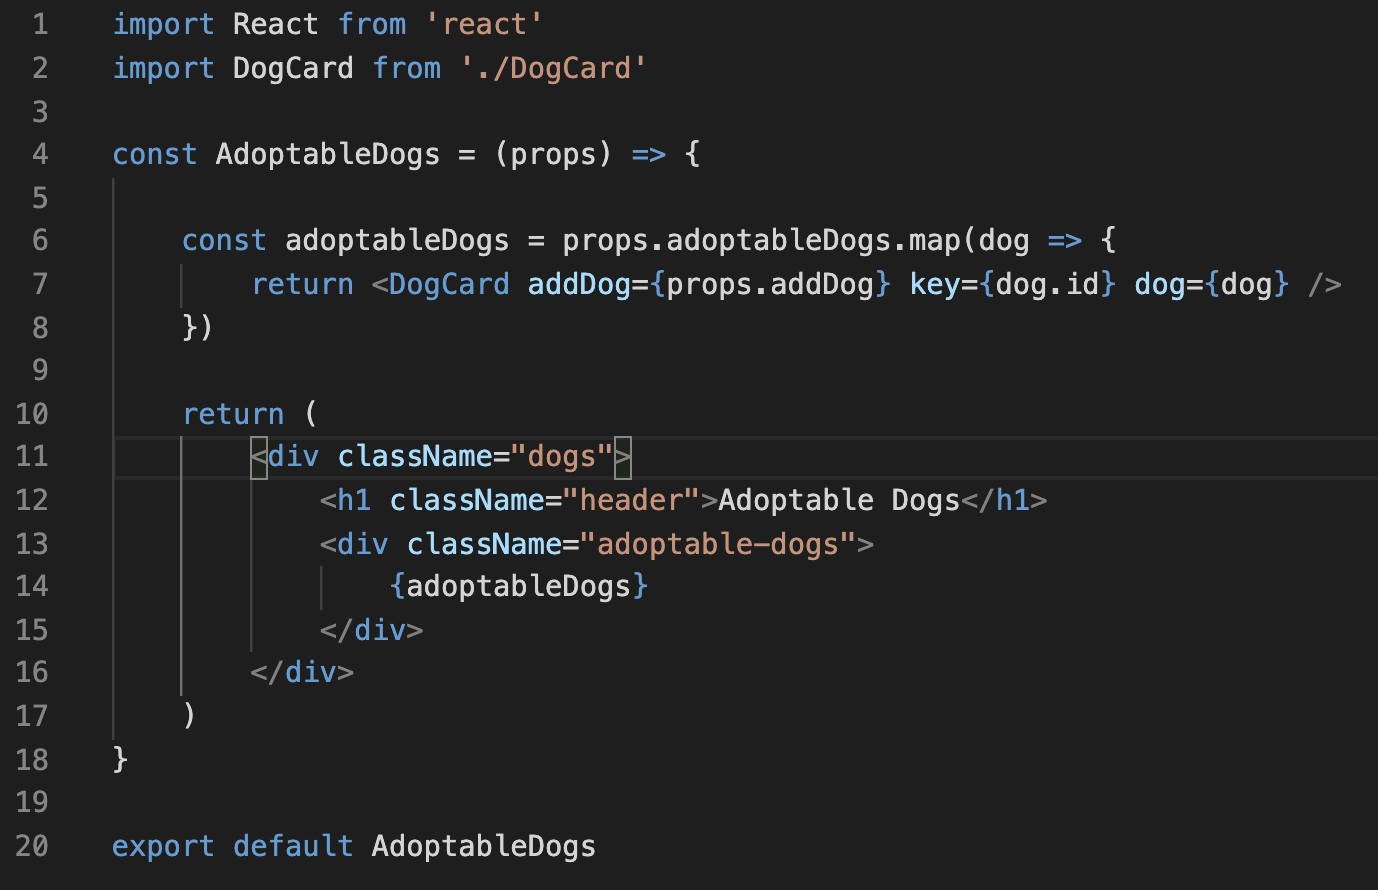 1 import React from 'react'
2 import DogCard from './DogCard'
3
4 const AdoptableDogs = (props) => {
5
6     const adoptableDogs = props.adoptableDogs.map(dog => {
7         return <DogCard addDog={props.addDog} key={dog.id} dog={dog} />
8     })
9
10     return (
11         <div className="dogs">
12             <h1 className="header">Adoptable Dogs</h1>
13             <div className="adoptable-dogs">
14                 {adoptableDogs}
15             </div>
16         </div>
17     )
18 }
19
20 export default AdoptableDogs